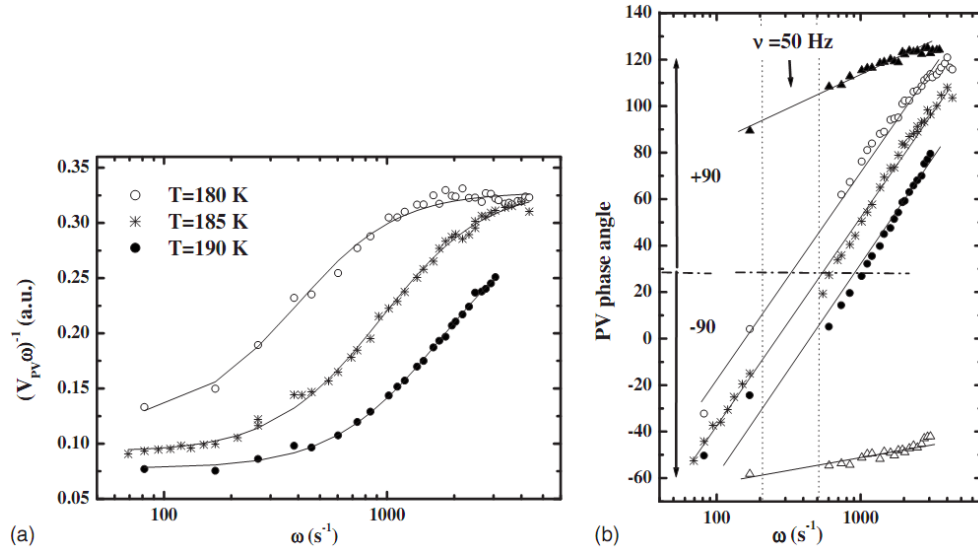 0.35
0.30
0.25
0.20
0.15
0.10
0.05
(V_PV ω)^-1 (a.u.)
T=180 K
T=185 K
T=190 K
100
1000
ω (s^-1)
(a)
140
120
100
80
60
40
20
0
-20
-40
-60
PV phase angle
ν =50 Hz
+90
-90
100
1000
ω (s^-1)
(b)